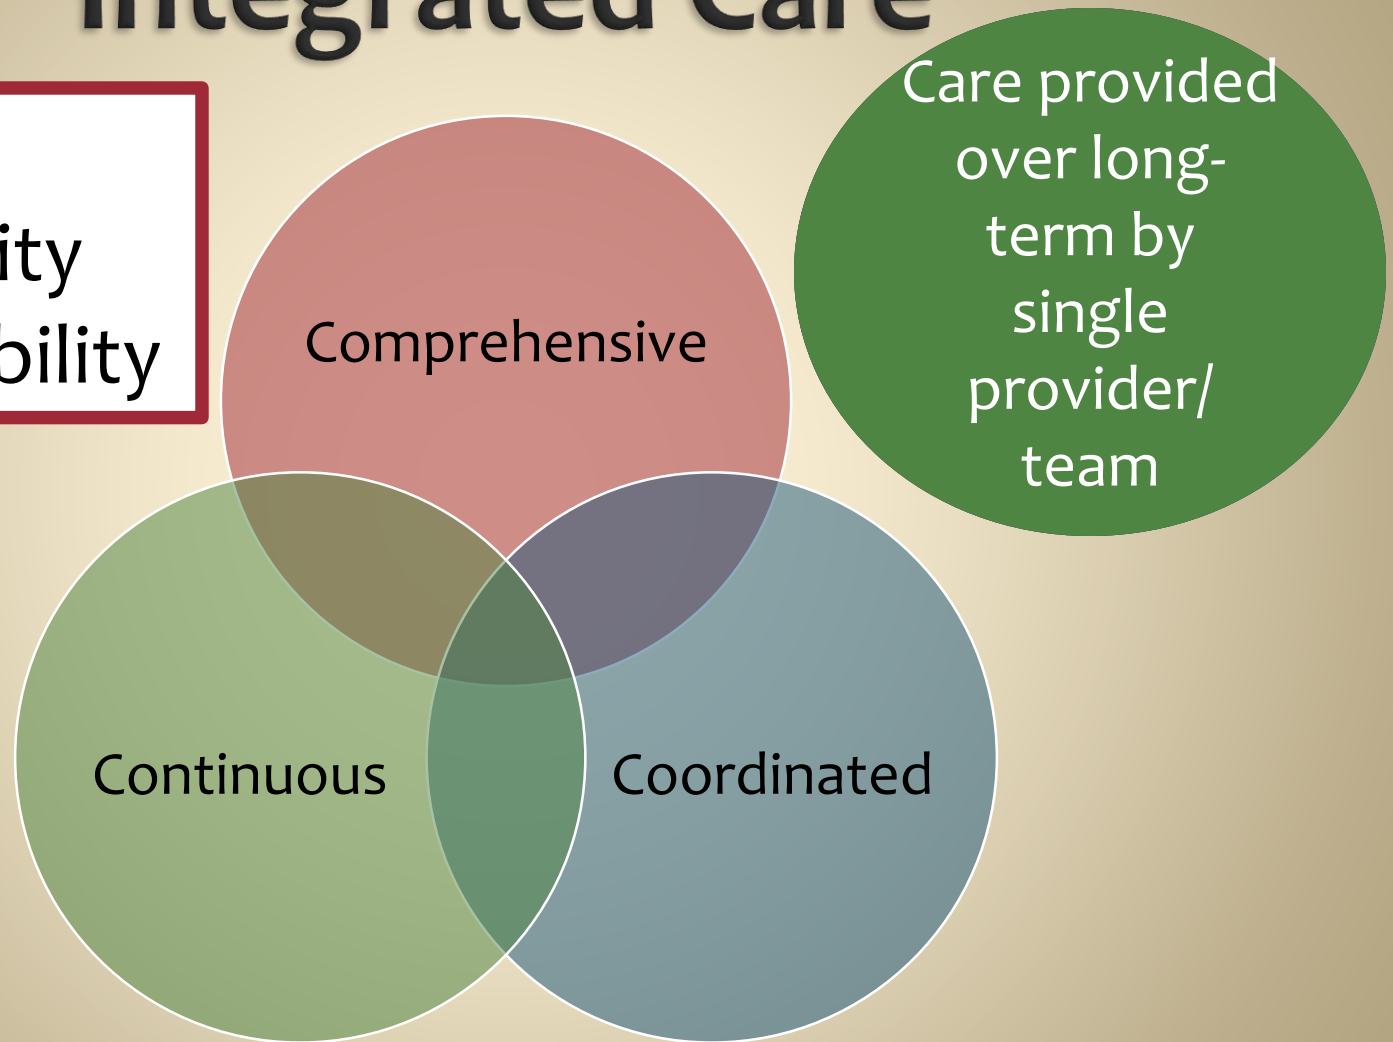 Integrated Care
ity
bility
Care provided
over long-
term by
single
provider/
team
Comprehensive
Continuous
Coordinated